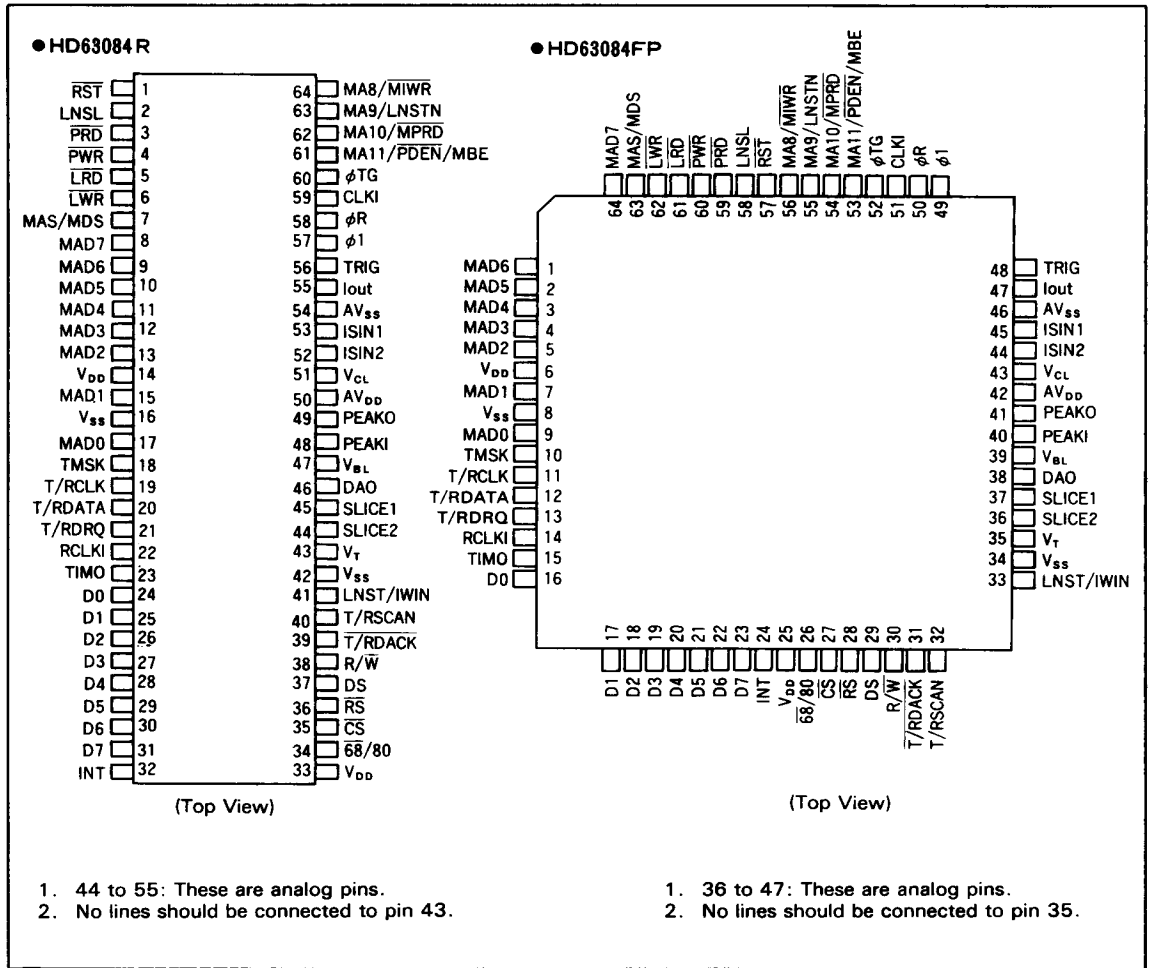 ● HD63084R
RST 1
LNSL 2
PRD 3
PWR 4
LRD 5
LWR 6
MAS/MDS 7
MAD7 8
MAD6 9
MAD5 10
MAD4 11
MAD3 12
MAD2 13
VDD 14
MAD1 15
VSS 16
MAD0 17
TMSK 18
T/RCLK 19
T/RDATA 20
T/RDRQ 21
RCLKI 22
TIMO 23
D0 24
D1 25
D2 26
D3 27
D4 28
D5 29
D6 30
D7 31
INT 32
64 MA8/MIWR
63 MA9/LNSTN
62 MA10/MPRD
61 MA11/PDEN/MBE
60 φTG
59 CLKI
58 φR
57 φ1
56 TRIG
55 Iout
54 AVSS
53 ISIN1
52 ISIN2
51 VCL
50 AVDD
49 PEAKO
48 PEAKI
47 VBL
46 DAO
45 SLICE1
44 SLICE2
43 VT
42 VSS
41 LNST/IWIN
40 T/RSCAN
39 T/RDACK
38 R/W
37 DS
36 RS
35 CS
34 68/80
33 VDD
(Top View)
1. 44 to 55: These are analog pins.
2. No lines should be connected to pin 43.
● HD63084FP
MAD7 64
MAS/MDS 63
LWR 62
LRD 61
PWR 60
PRD 59
LNSL 58
RST 57
MA8/MIWR 56
MA9/LNSTN 55
MA10/MPRD 54
MA11/PDEN/MBE 53
φTG 52
CLKI 51
φR 50
φ1 49
MAD6 1
MAD5 2
MAD4 3
MAD3 4
MAD2 5
VDD 6
MAD1 7
VSS 8
MAD0 9
TMSK 10
T/RCLK 11
T/RDATA 12
T/RDRQ 13
RCLKI 14
TIMO 15
D0 16
48 TRIG
47 Iout
46 AVSS
45 ISIN1
44 ISIN2
43 VCL
42 AVDD
41 PEAKO
40 PEAKI
39 VBL
38 DAO
37 SLICE1
36 SLICE2
35 VT
34 VSS
33 LNST/IWIN
17 D1
18 D2
19 D3
20 D4
21 D5
22 D6
23 D7
24 INT
25 VDD
26 68/80
27 CS
28 RS
29 DS
30 R/W
31 T/RDACK
32 T/RSCAN
(Top View)
1. 36 to 47: These are analog pins.
2. No lines should be connected to pin 35.